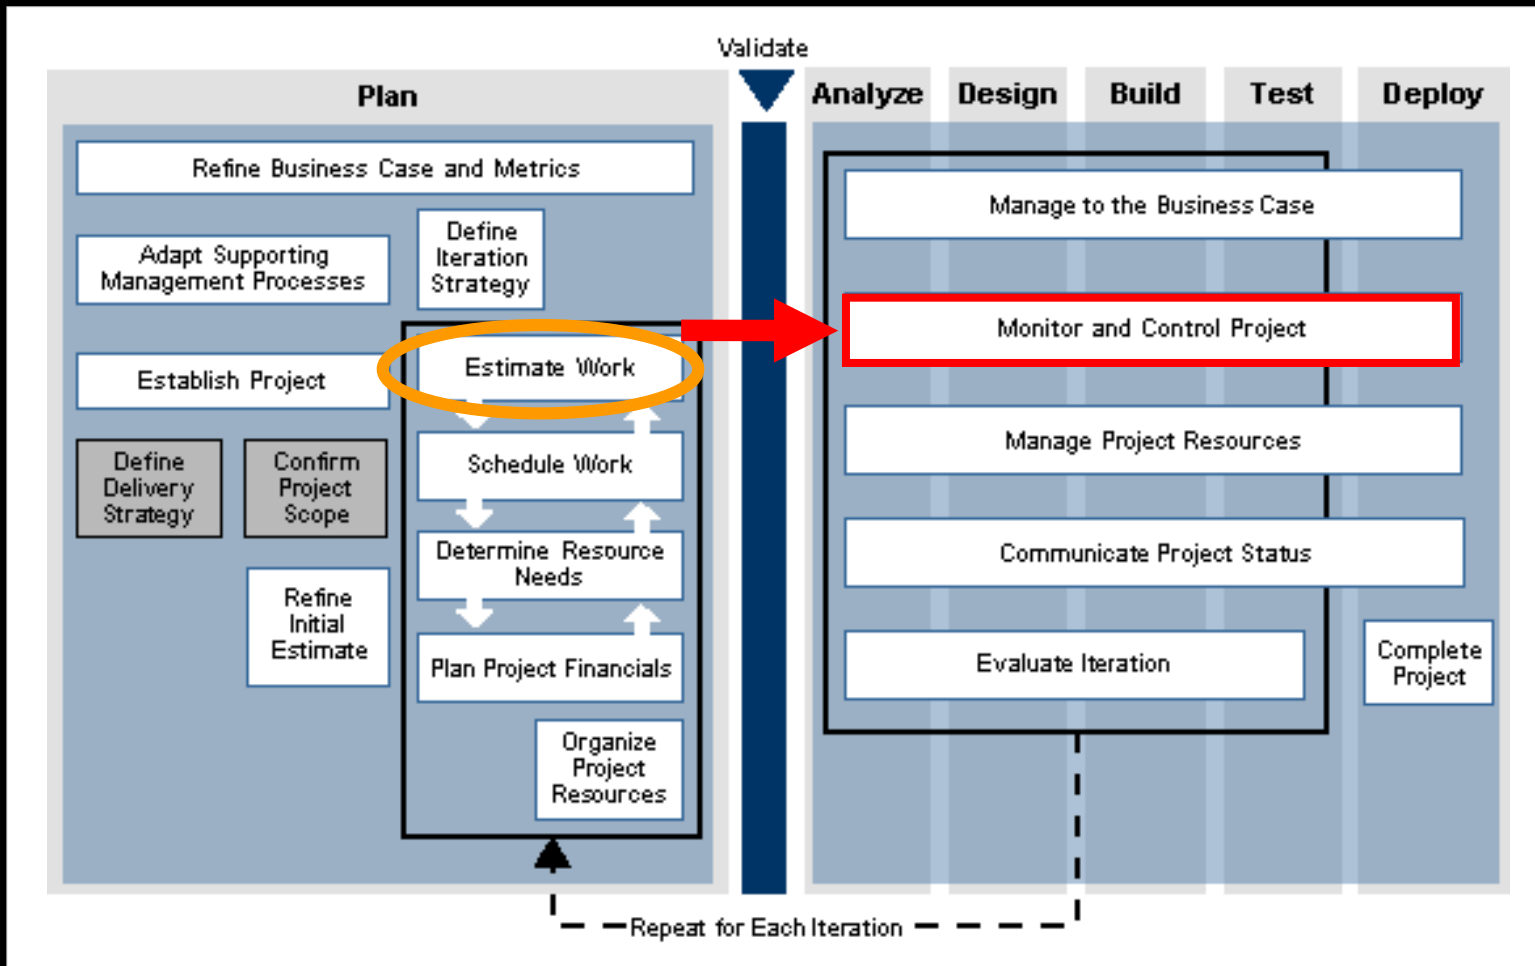 Validate
Plan
Analyze
Design
Build
Test
Deploy
Refine Business Case and Metrics
Adapt Supporting
Management Processes
Define
Iteration
Strategy
Establish Project
Estimate Work
Define
Delivery
Strategy
Confirm
Project
Scope
Schedule Work
Determine Resource
Needs
Refine
Initial
Estimate
Plan Project Financials
Organize
Project
Resources
Manage to the Business Case
Monitor and Control Project
Manage Project Resources
Communicate Project Status
Evaluate Iteration
Complete
Project
Repeat for Each Iteration